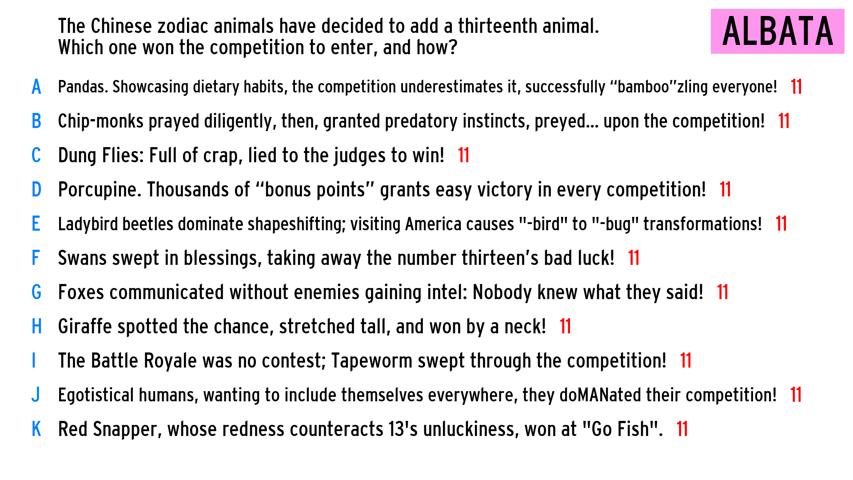 The Chinese zodiac animals have decided to add a thirteenth animal.
Which one won the competition to enter, and how?
ALBATA
A Pandas. Showcasing dietary habits, the competition underestimates it, successfully “bamboo”zling everyone! 11
B Chip-monks prayed diligently, then, granted predatory instincts, preyed... upon the competition! 11
C Dung Flies: Full of crap, lied to the judges to win! 11
D Porcupine. Thousands of “bonus points” grants easy victory in every competition! 11
E Ladybird beetles dominate shapeshifting; visiting America causes "-bird" to "-bug" transformations! 11
F Swans swept in blessings, taking away the number thirteen’s bad luck! 11
G Foxes communicated without enemies gaining intel: Nobody knew what they said! 11
H Giraffe spotted the chance, stretched tall, and won by a neck! 11
I The Battle Royale was no contest; Tapeworm swept through the competition! 11
J Egotistical humans, wanting to include themselves everywhere, they doMANated their competition! 11
K Red Snapper, whose redness counteracts 13's unluckiness, won at "Go Fish". 11